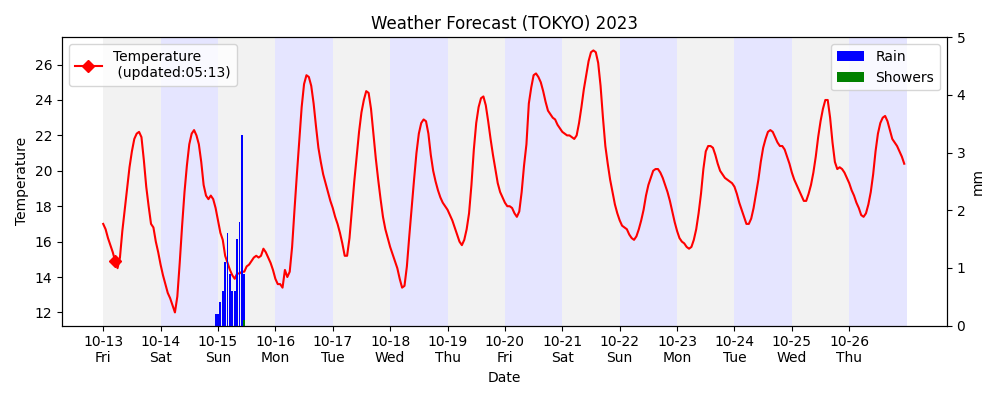 Weather Forecast (TOKYO) 2023
Temperature
(updated:05:13)
Rain
Showers
Temperature
26
24
22
20
18
16
14
12
5
4
3
2
1
0
mm
10-13 10-14 10-15 10-16 10-17 10-18 10-19 10-20 10-21 10-22 10-23 10-24 10-25 10-26
Fri Sat Sun Mon Tue Wed Thu Fri Sat Sun Mon Tue Wed Thu
Date